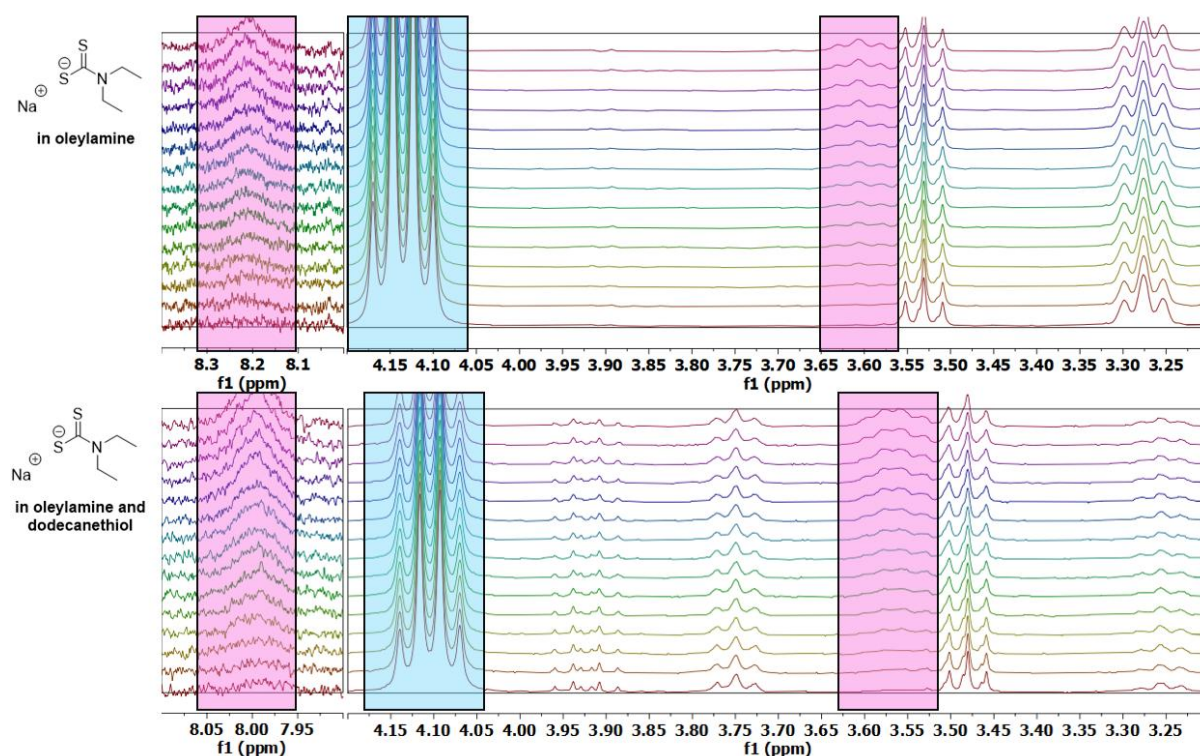 S
⊖
S
N
⊕
Na
in oleylamine
8.3 8.2 8.1
f1 (ppm)
4.15 4.10 4.05 4.00 3.95 3.90 3.85 3.80 3.75 3.70 3.65 3.60 3.55 3.50 3.45 3.40 3.35 3.30 3.25
f1 (ppm)
S
⊖
S
N
⊕
Na
in oleylamine and
dodecanethiol
8.05 8.00 7.95
f1 (ppm)
4.15 4.10 4.05 4.00 3.95 3.90 3.85 3.80 3.75 3.70 3.65 3.60 3.55 3.50 3.45 3.40 3.35 3.30 3.25
f1 (ppm)